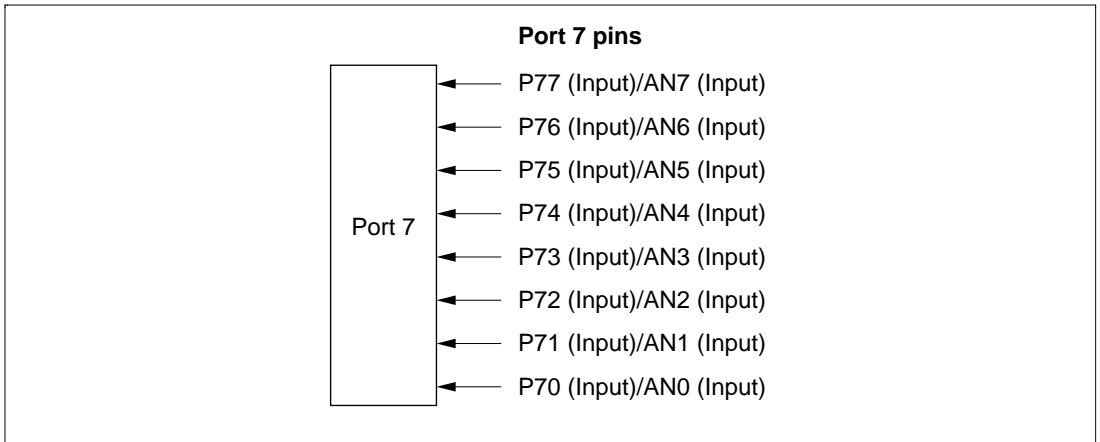 Port 7 pins
P77 (Input)/AN7 (Input)
P76 (Input)/AN6 (Input)
P75 (Input)/AN5 (Input)
P74 (Input)/AN4 (Input)
Port 7
P73 (Input)/AN3 (Input)
P72 (Input)/AN2 (Input)
P71 (Input)/AN1 (Input)
P70 (Input)/AN0 (Input)